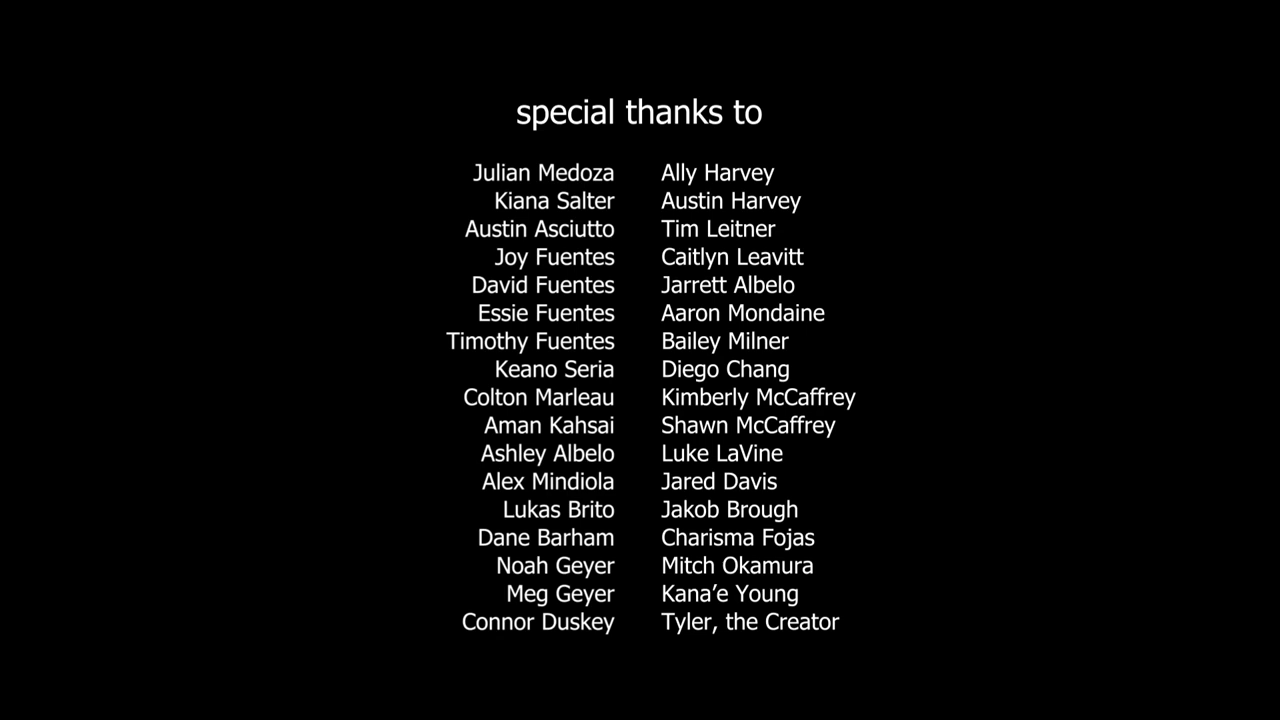 special thanks to
Julian Medoza Ally Harvey
Kiana Salter Austin Harvey
Austin Asciutto Tim Leitner
Joy Fuentes Caitlyn Leavitt
David Fuentes Jarrett Albelo
Essie Fuentes Aaron Mondaine
Timothy Fuentes Bailey Milner
Keano Seria Diego Chang
Colton Marleau Kimberly McCaffrey
Aman Kahsai Shawn McCaffrey
Ashley Albelo Luke LaVine
Alex Mindiola Jared Davis
Lukas Brito Jakob Brough
Dane Barham Charisma Fojas
Noah Geyer Mitch Okamura
Meg Geyer Kana’e Young
Connor Duskey Tyler, the Creator